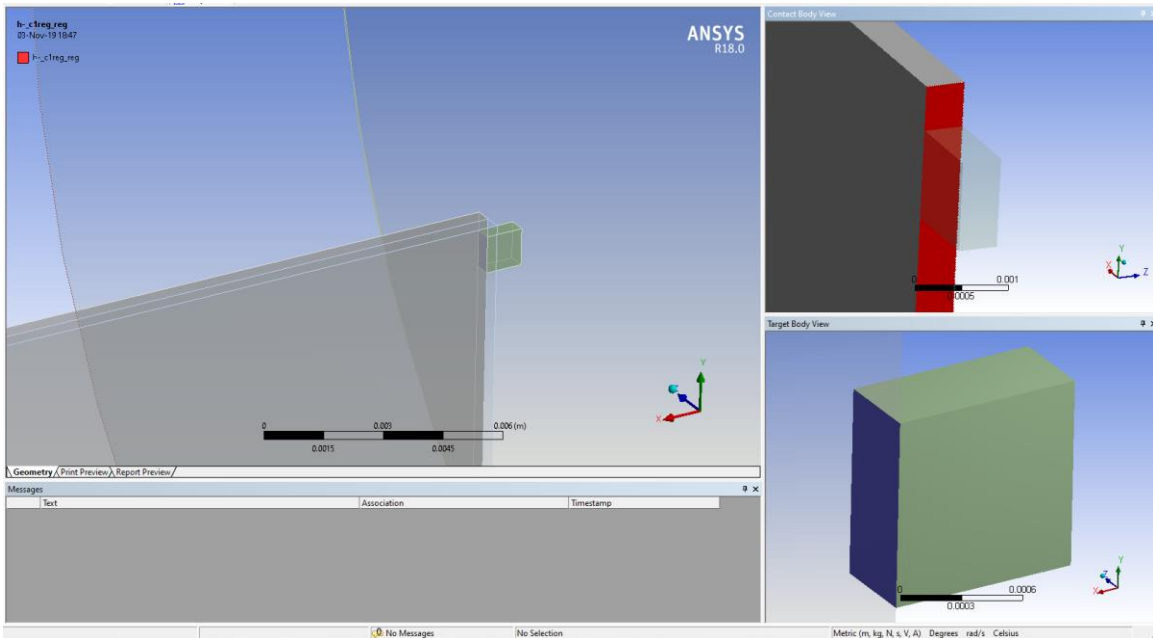 h-_c1reg_reg
03-Nov-19 18:47
h-_c1reg_reg
ANSYS
R18.0
0 0.003 0.006 (m)
0.0015 0.0045
X
Y
Geometry Print Preview Report Preview
Messages
Text Association Timestamp
Contact Body View
0 0.001
0.0005
X
Y
Z
Target Body View
0 0.0006
0.0003
X
Y
Z
No Messages No Selection Metric (m, kg, N, s, V, A) Degrees rad/s Celsius